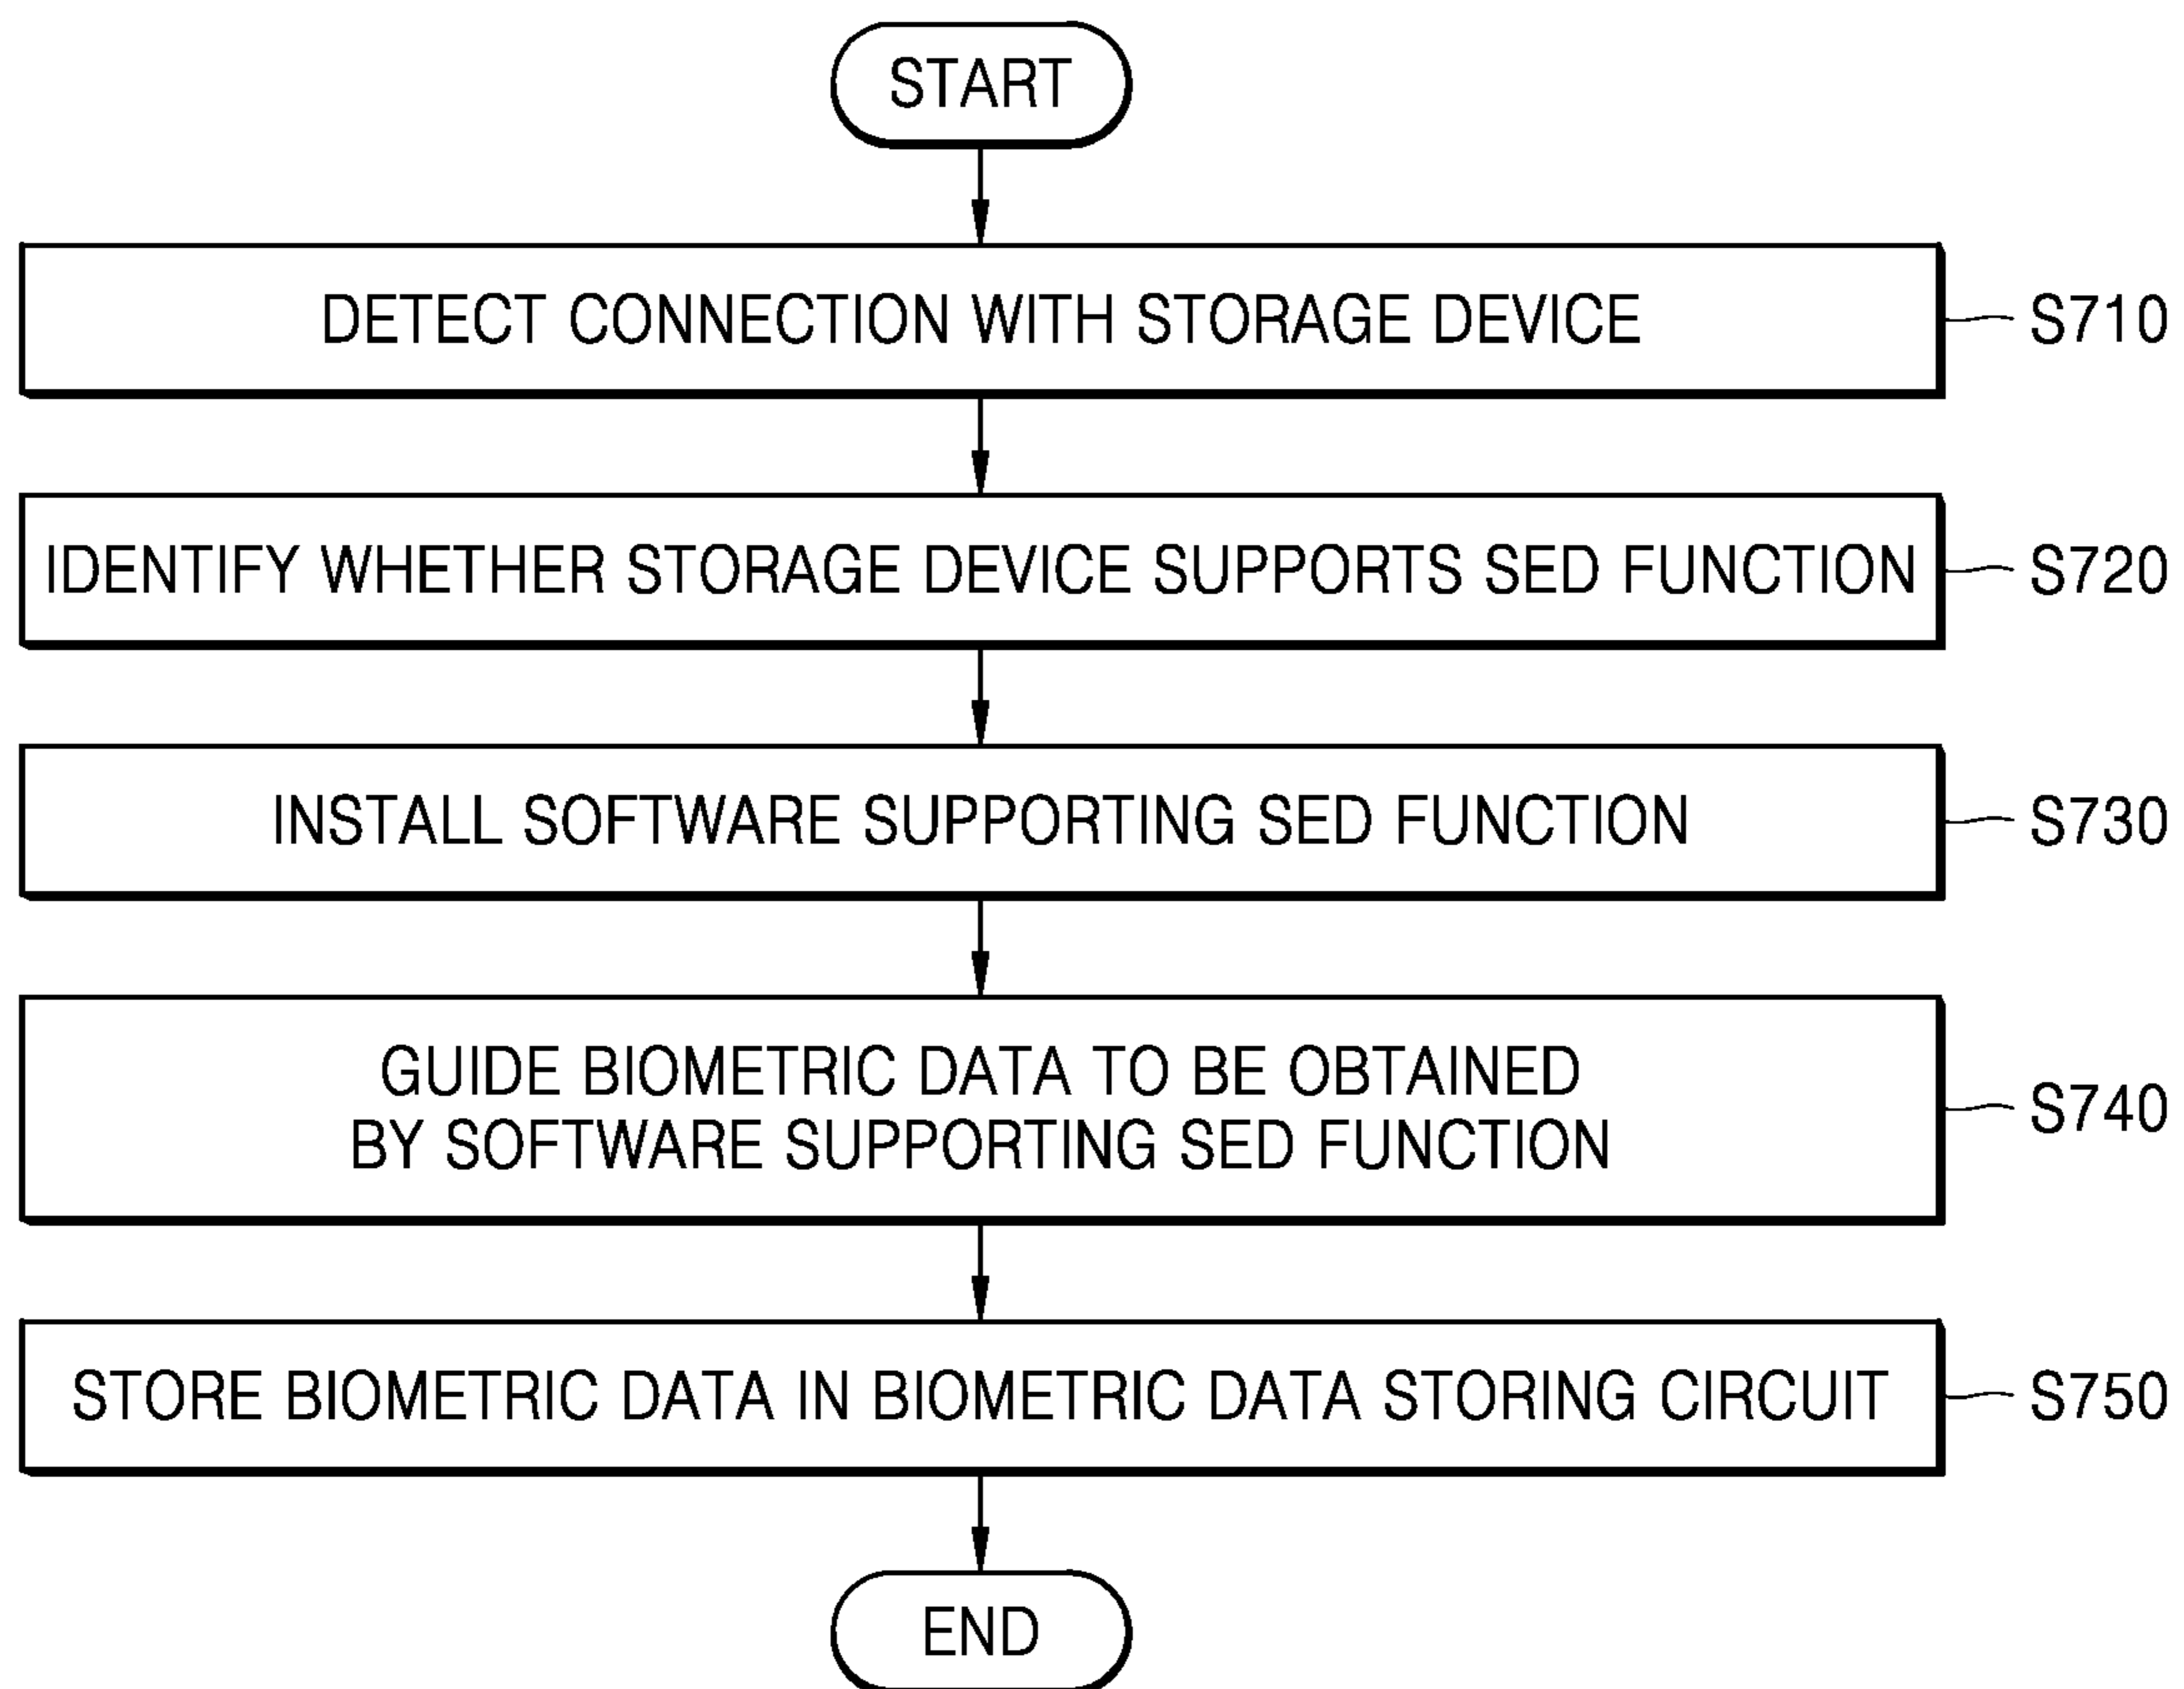 START
DETECT CONNECTION WITH STORAGE DEVICE
S710
IDENTIFY WHETHER STORAGE DEVICE SUPPORTS SED FUNCTION
S720
INSTALL SOFTWARE SUPPORTING SED FUNCTION
S730
GUIDE BIOMETRIC DATA TO BE OBTAINED
BY SOFTWARE SUPPORTING SED FUNCTION
S740
STORE BIOMETRIC DATA IN BIOMETRIC DATA STORING CIRCUIT
S750
END